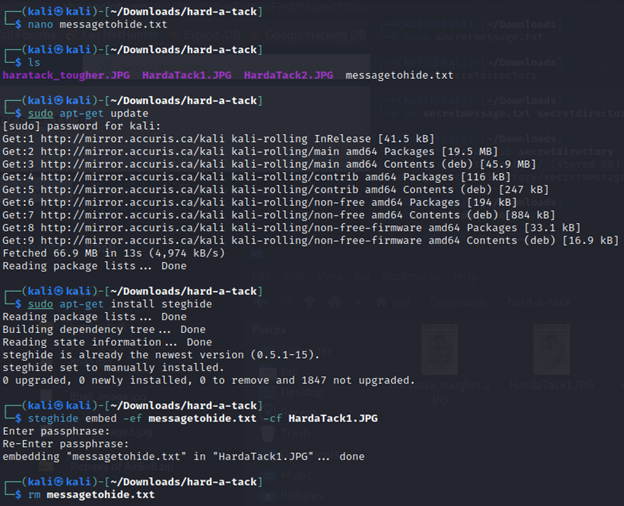 ┌──(kali㉿kali)-[~/Downloads/hard-a-tack]
└─$ nano messagetohide.txt
┌──(kali㉿kali)-[~/Downloads/hard-a-tack]
└─$ ls
haratack_tougher.JPG  HardaTack1.JPG  HardaTack2.JPG  messagetohide.txt
┌──(kali㉿kali)-[~/Downloads/hard-a-tack]
└─$ sudo apt-get update
[sudo] password for kali:
Get:1 http://mirror.accuris.ca/kali kali-rolling InRelease [41.5 kB]
Get:2 http://mirror.accuris.ca/kali kali-rolling/main amd64 Packages [19.5 MB]
Get:3 http://mirror.accuris.ca/kali kali-rolling/main amd64 Contents (deb) [45.9 MB]
Get:4 http://mirror.accuris.ca/kali kali-rolling/contrib amd64 Packages [116 kB]
Get:5 http://mirror.accuris.ca/kali kali-rolling/contrib amd64 Contents (deb) [247 kB]
Get:6 http://mirror.accuris.ca/kali kali-rolling/non-free amd64 Packages [194 kB]
Get:7 http://mirror.accuris.ca/kali kali-rolling/non-free amd64 Contents (deb) [884 kB]
Get:8 http://mirror.accuris.ca/kali kali-rolling/non-free-firmware amd64 Packages [33.1 kB]
Get:9 http://mirror.accuris.ca/kali kali-rolling/non-free-firmware amd64 Contents (deb) [16.9 kB]
Fetched 66.9 MB in 13s (4,974 kB/s)
Reading package lists... Done
┌──(kali㉿kali)-[~/Downloads/hard-a-tack]
└─$ sudo apt-get install steghide
Reading package lists... Done
Building dependency tree... Done
Reading state information... Done
steghide is already the newest version (0.5.1-15).
steghide set to manually installed.
0 upgraded, 0 newly installed, 0 to remove and 1847 not upgraded.
┌──(kali㉿kali)-[~/Downloads/hard-a-tack]
└─$ steghide embed -ef messagetohide.txt -cf HardaTack1.JPG
Enter passphrase:
Re-Enter passphrase:
embedding "messagetohide.txt" in "HardaTack1.JPG"... done
┌──(kali㉿kali)-[~/Downloads/hard-a-tack]
└─$ rm messagetohide.txt